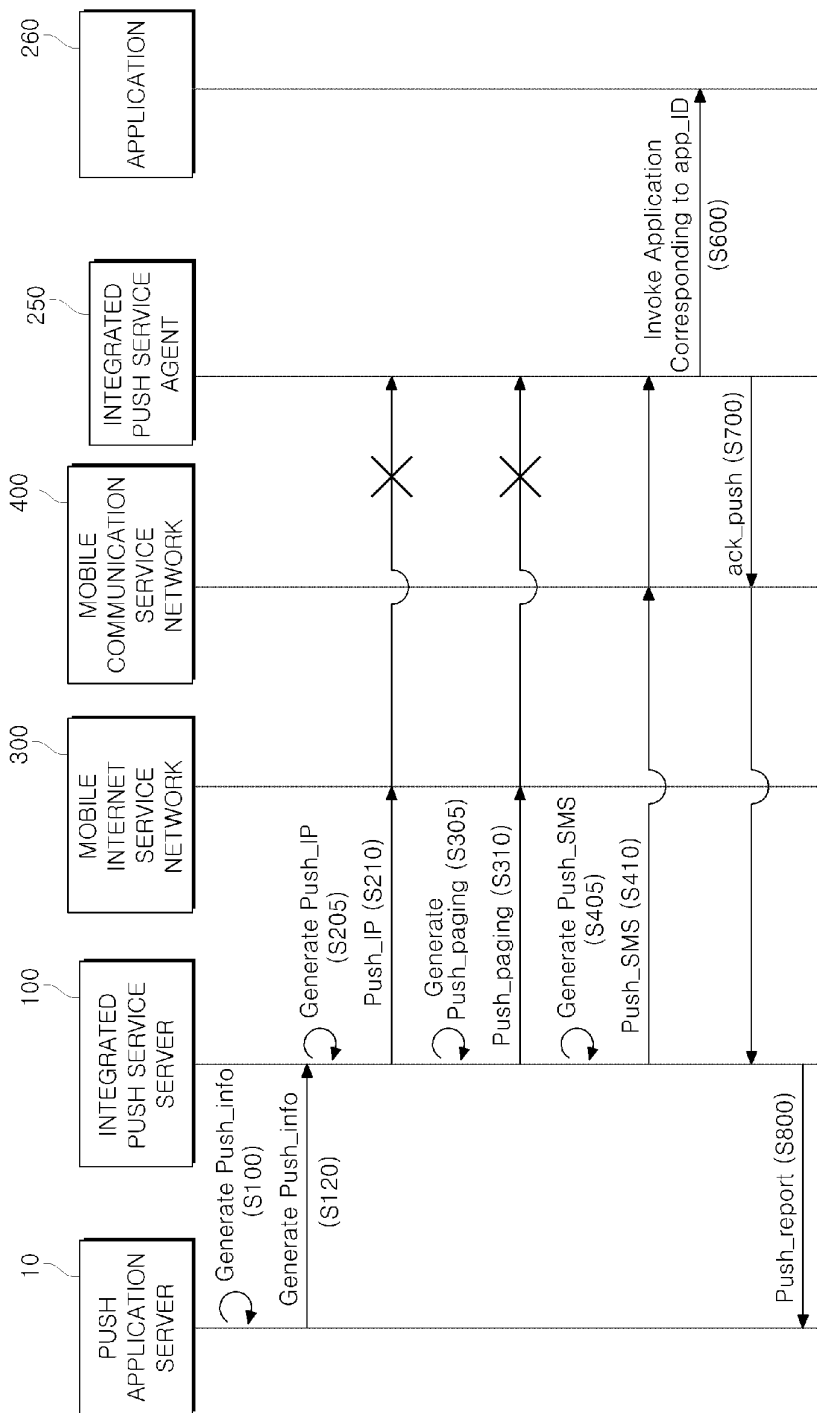 10
PUSH
APPLICATION
SERVER
100
INTEGRATED
PUSH SERVICE
SERVER
300
MOBILE
INTERNET
SERVICE
NETWORK
400
MOBILE
COMMUNICATION
SERVICE
NETWORK
250
INTEGRATED
PUSH SERVICE
AGENT
260
APPLICATION
Generate Push_info
(S100)
Generate Push_info
(S120)
Generate Push_IP
(S205)
Push_IP (S210)
Generate
Push_paging (S305)
Push_paging (S310)
Generate Push_SMS
(S405)
Push_SMS (S410)
Invoke Application
Corresponding to app_ID
(S600)
ack_push (S700)
Push_report (S800)